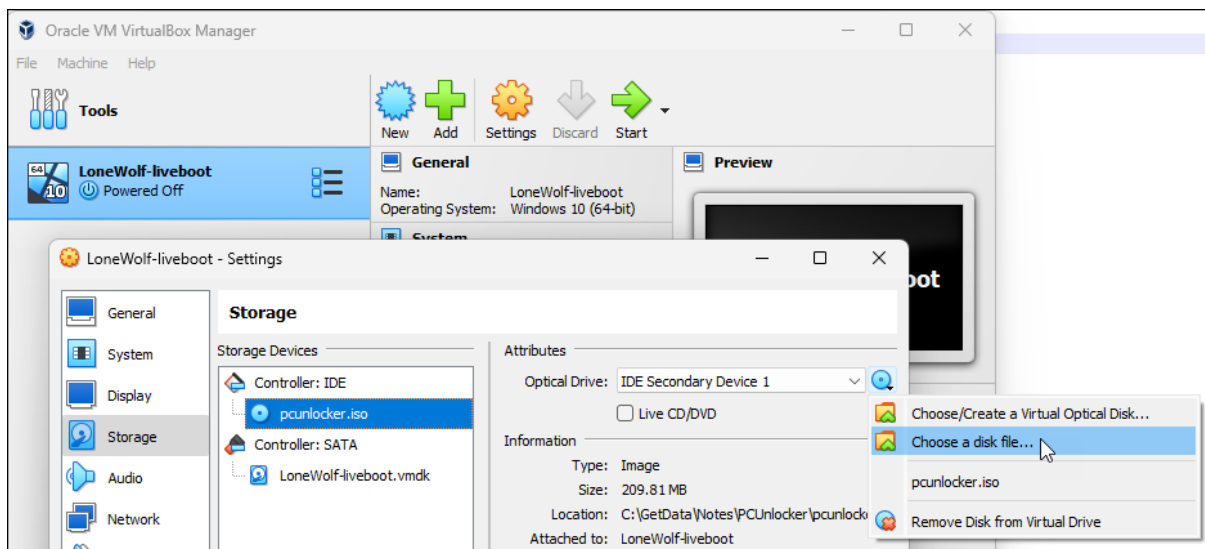 Oracle VM VirtualBox Manager
File Machine Help
Tools
New Add Settings Discard Start
64
10
LoneWolf-liveboot
Powered Off
General
Name: LoneWolf-liveboot
Operating System: Windows 10 (64-bit)
System
Preview
oot
LoneWolf-liveboot - Settings
General
System
Display
Storage
Audio
Network
Storage
Storage Devices
Controller: IDE
pcunlocker.iso
Controller: SATA
LoneWolf-liveboot.vmdk
Attributes
Optical Drive: IDE Secondary Device 1
Live CD/DVD
Information
Type: Image
Size: 209.81 MB
Location: C:\GetData\Notes\PCUnlocker\pcunlocke
Attached to: LoneWolf-liveboot
Choose/Create a Virtual Optical Disk...
Choose a disk file...
pcunlocker.iso
Remove Disk from Virtual Drive